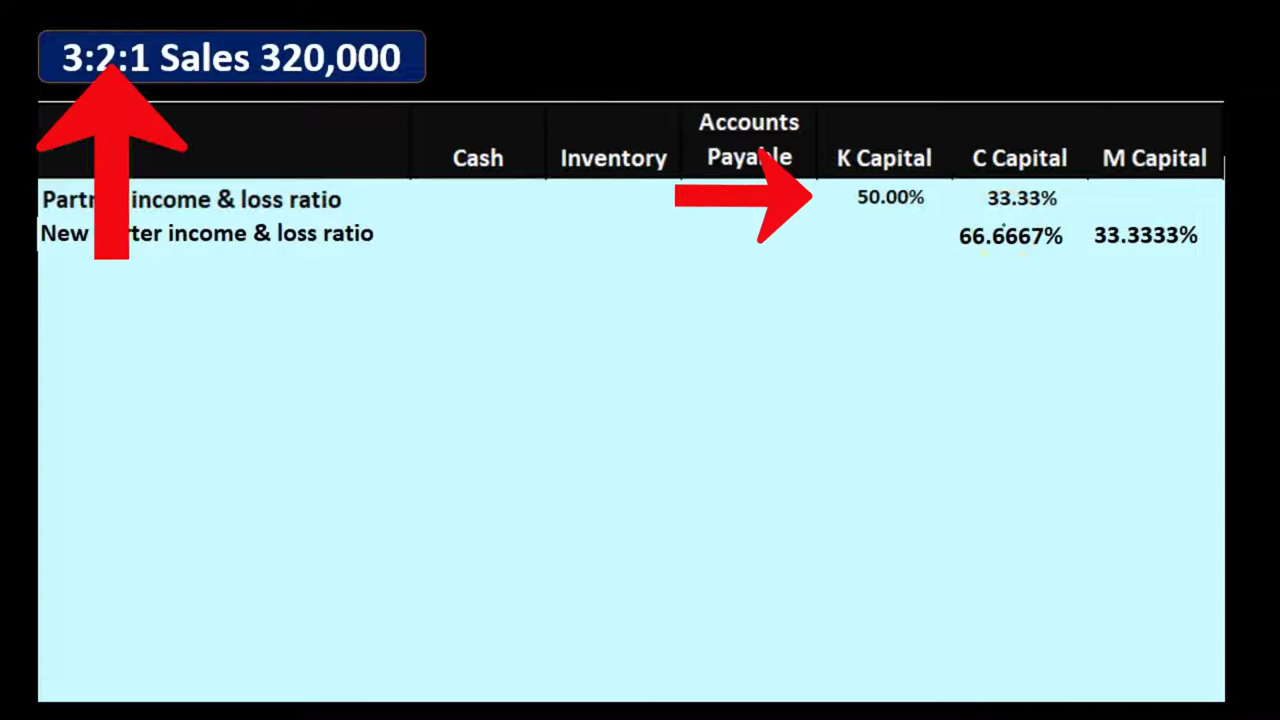 3:2:1 Sales 320,000
Accounts
Cash Inventory Payable K Capital C Capital M Capital
income & loss ratio 50.00% 33.33%
New income & loss ratio 66.6667% 33.3333%